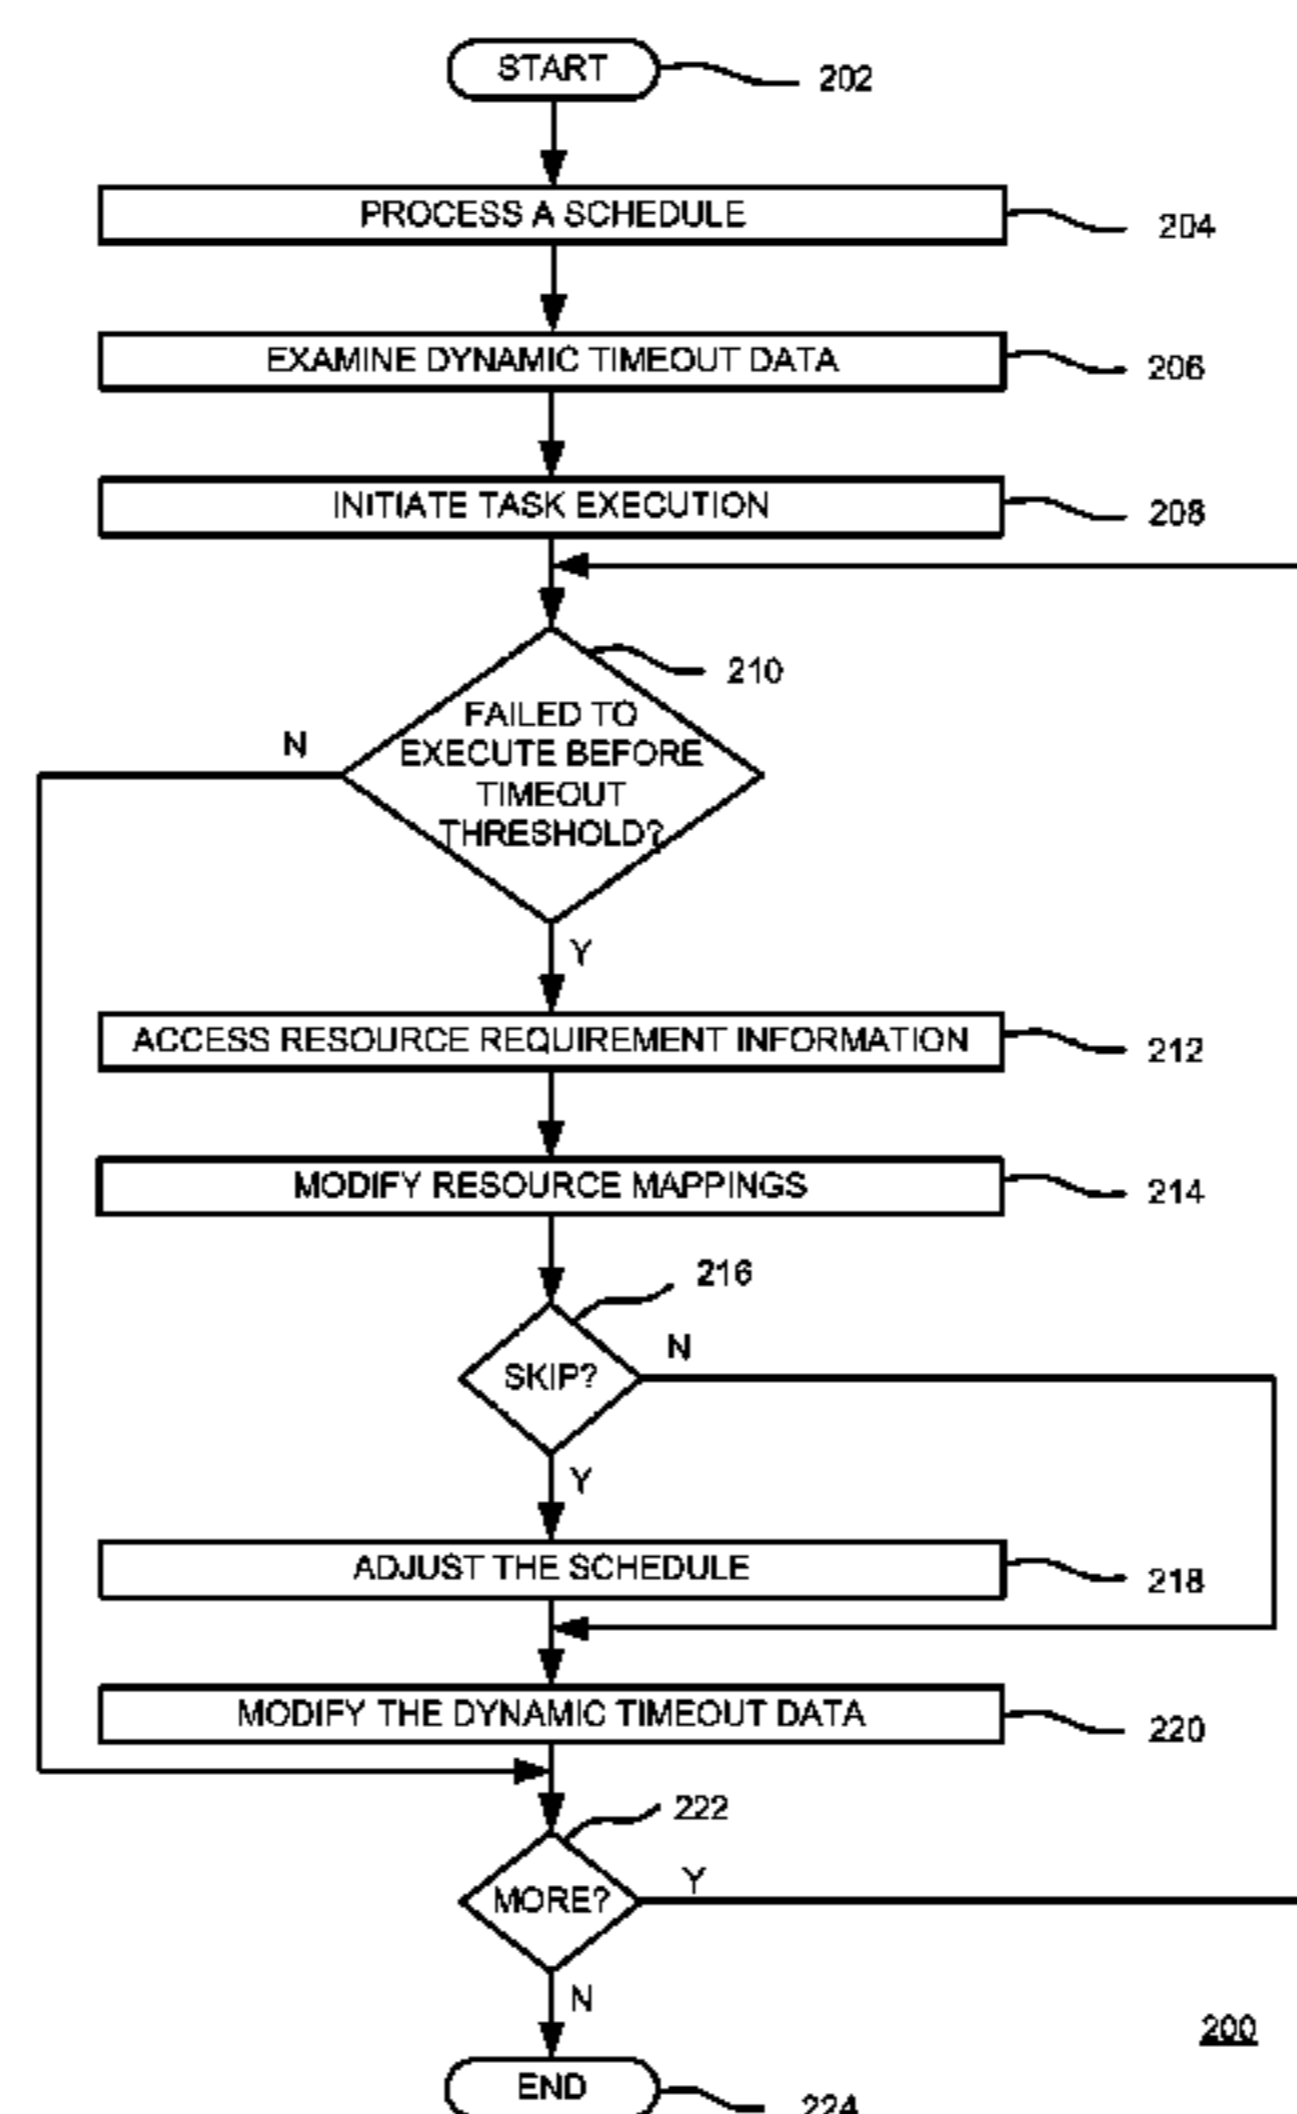 START
202
PROCESS A SCHEDULE
204
EXAMINE DYNAMIC TIMEOUT DATA
206
INITIATE TASK EXECUTION
208
210
FAILED TO
EXECUTE BEFORE
TIMEOUT
THRESHOLD?
N
Y
ACCESS RESOURCE REQUIREMENT INFORMATION
212
MODIFY RESOURCE MAPPINGS
214
216
SKIP?
N
Y
ADJUST THE SCHEDULE
218
MODIFY THE DYNAMIC TIMEOUT DATA
220
222
MORE?
Y
N
200
END
224